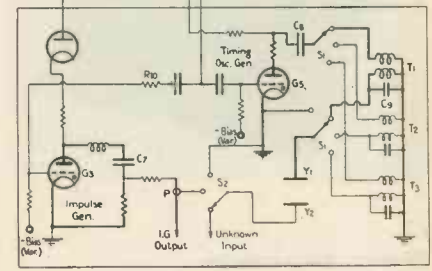 C8
Timing
Osc. Gen
S1
T1
R10
G5
C9
-Bias
(Var.)
T2
S1
C7
G3
Y1
S2
T3
P
Impulse
Gen.
Y2
-Bias
(Var.)
I.G
Output
Unknown
Input